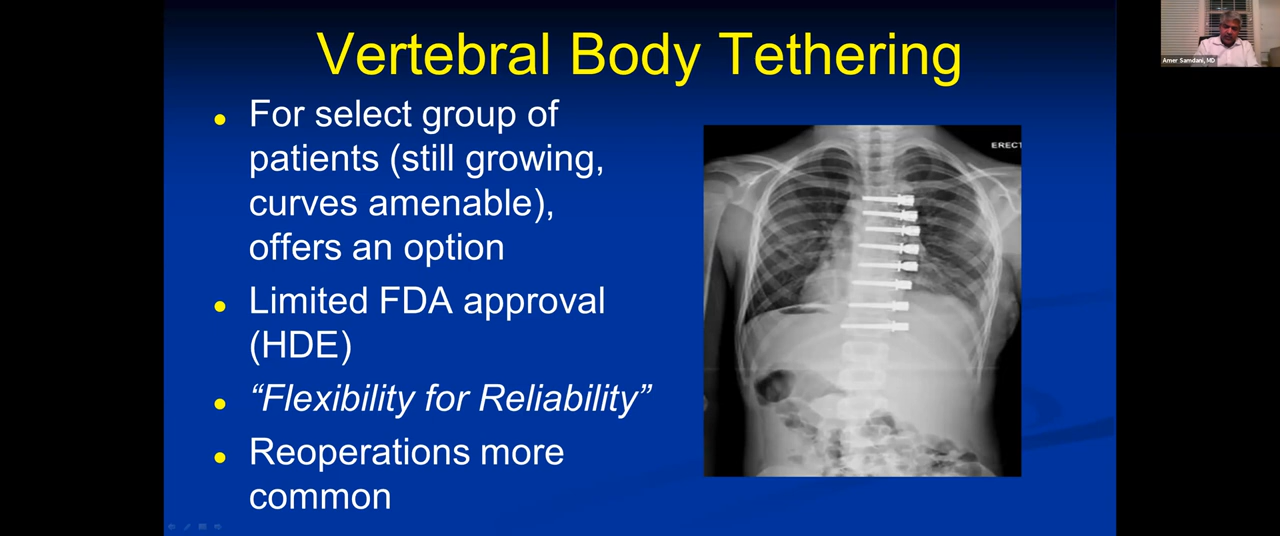 Vertebral Body Tethering
For select group of
patients (still growing,
curves amenable),
offers an option
Limited FDA approval
(HDE)
“Flexibility for Reliability”
Reoperations more
common
ERECT
Amer Samdani, MD